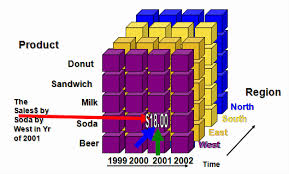 Product
Donut
Sandwich
Milk
Soda
Beer
The
Sales$ by
Soda by
West in Yr
of 2001
$18.00
Region
North
South
East
West
1999 2000 2001 2002
Time